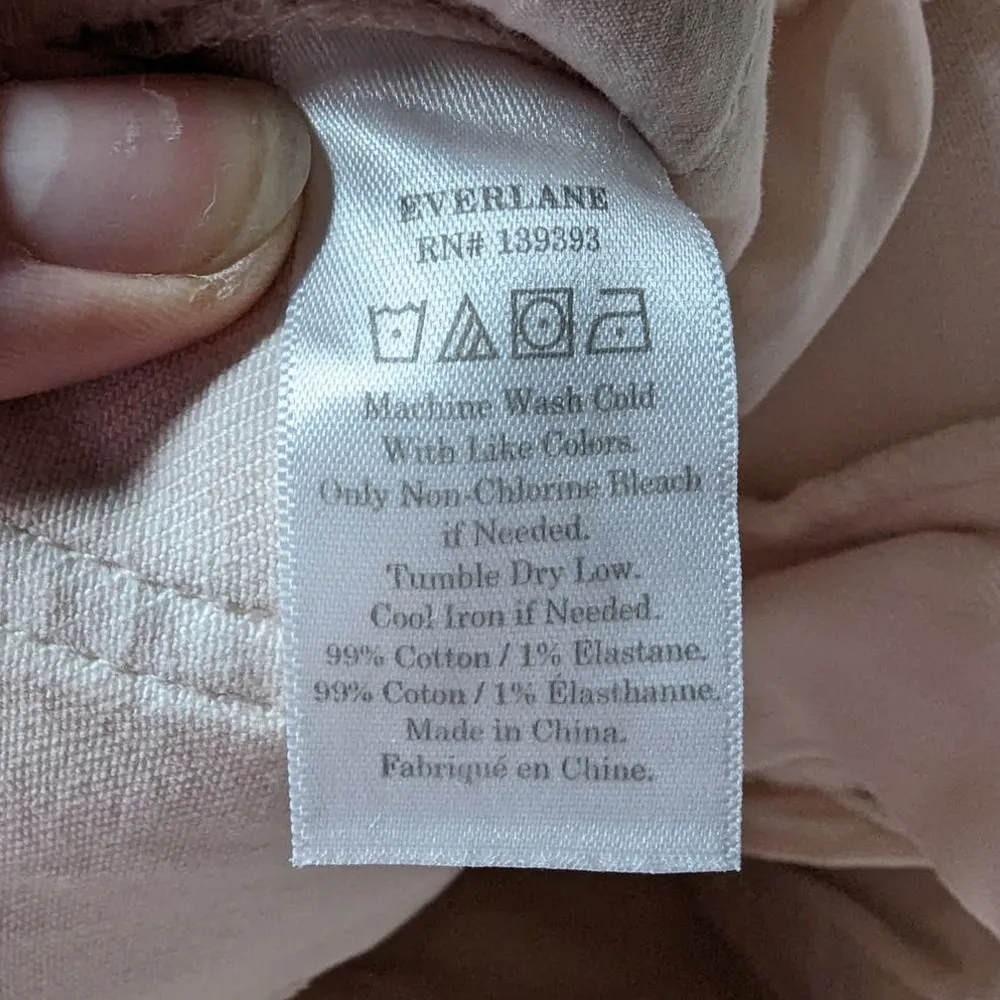 EVERLANE
RN# 139393
Machine Wash Cold
With Like Colors.
Only Non-Chlorine Bleach
if Needed.
Tumble Dry Low.
Cool Iron if Needed.
99% Cotton / 1% Elastane.
99% Coton / 1% Élasthanne.
Made in China.
Fabriqué en Chine.